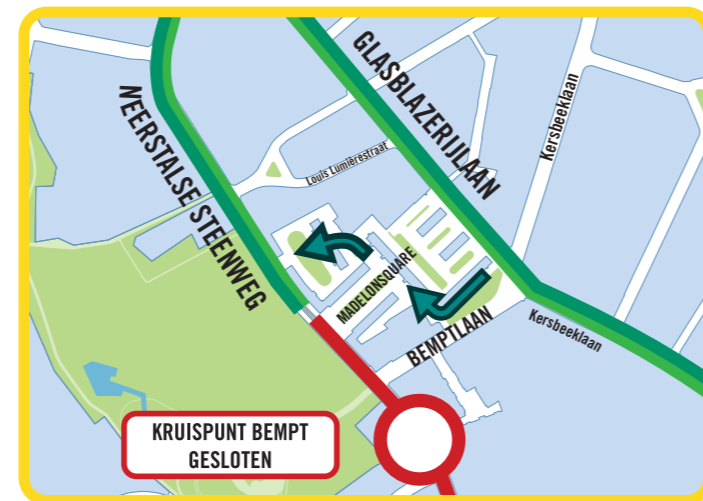 GLASBLAZERIJLAAN
NEERSTALSE STEENWEG
Kersbeeklaan
Louis Lumièrestraat
MADELONSQUARE
BEMPTLAAN
Kersbeeklaan
KRUISPUNT BEMPT
GESLOTEN